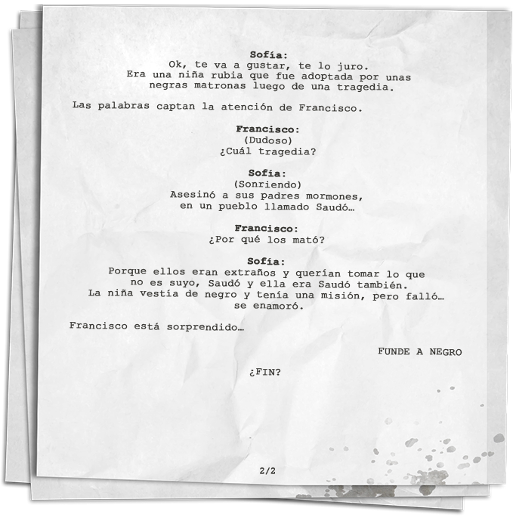 Sofía:
Ok, te va a gustar, te lo juro.
Era una niña rubia que fue adoptada por unas
negras matronas luego de una tragedia.
Las palabras captan la atención de Francisco.
Francisco:
(Dudoso)
¿Cuál tragedia?
Sofía:
(Sonriendo)
Asesinó a sus padres mormones,
en un pueblo llamado Saudó…
Francisco:
¿Por qué los mató?
Sofía:
Porque ellos eran extraños y querían tomar lo que
no es suyo, Saudó y ella era Saudó también.
La niña vestía de negro y tenía una misión, pero falló…
se enamoró.
Francisco está sorprendido…
FUNDE A NEGRO
¿FIN?
2/2